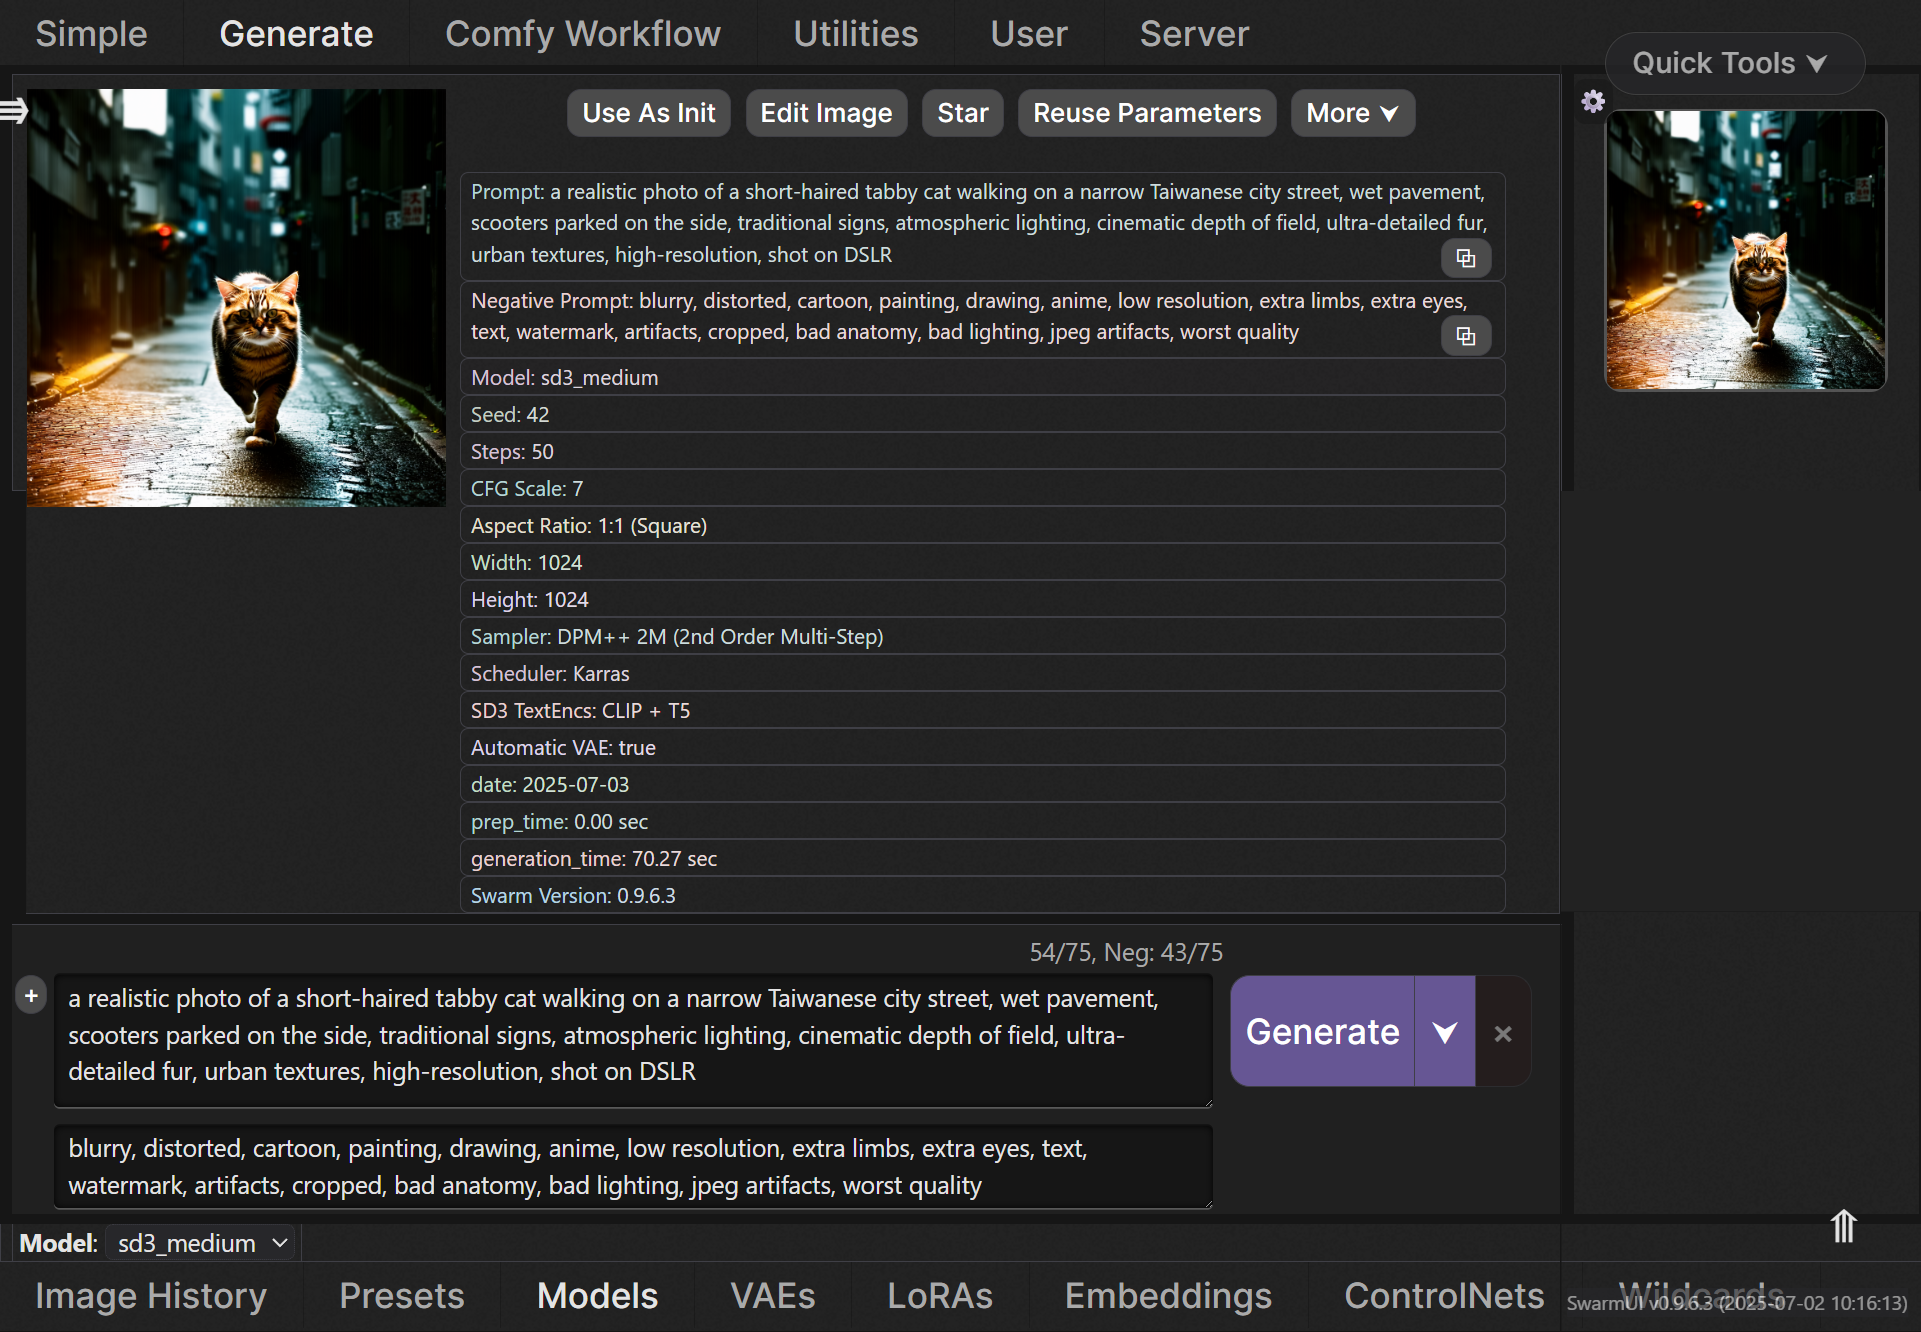 Simple Generate Comfy Workflow Utilities User Server
Quick Tools
Use As Init Edit Image Star Reuse Parameters More
Prompt: a realistic photo of a short-haired tabby cat walking on a narrow Taiwanese city street, wet pavement,
scooters parked on the side, traditional signs, atmospheric lighting, cinematic depth of field, ultra-detailed fur,
urban textures, high-resolution, shot on DSLR
Negative Prompt: blurry, distorted, cartoon, painting, drawing, anime, low resolution, extra limbs, extra eyes,
text, watermark, artifacts, cropped, bad anatomy, bad lighting, jpeg artifacts, worst quality
Model: sd3_medium
Seed: 42
Steps: 50
CFG Scale: 7
Aspect Ratio: 1:1 (Square)
Width: 1024
Height: 1024
Sampler: DPM++ 2M (2nd Order Multi-Step)
Scheduler: Karras
SD3 TextEncs: CLIP + T5
Automatic VAE: true
date: 2025-07-03
prep_time: 0.00 sec
generation_time: 70.27 sec
Swarm Version: 0.9.6.3
54/75, Neg: 43/75
a realistic photo of a short-haired tabby cat walking on a narrow Taiwanese city street, wet pavement,
scooters parked on the side, traditional signs, atmospheric lighting, cinematic depth of field, ultra-
detailed fur, urban textures, high-resolution, shot on DSLR
Generate
blurry, distorted, cartoon, painting, drawing, anime, low resolution, extra limbs, extra eyes, text,
watermark, artifacts, cropped, bad anatomy, bad lighting, jpeg artifacts, worst quality
Model: sd3_medium
Image History Presets Models VAEs LoRAs Embeddings ControlNets Wildcards
SwarmUI v0.9.6.3 (2025-07-02 10:16:13)